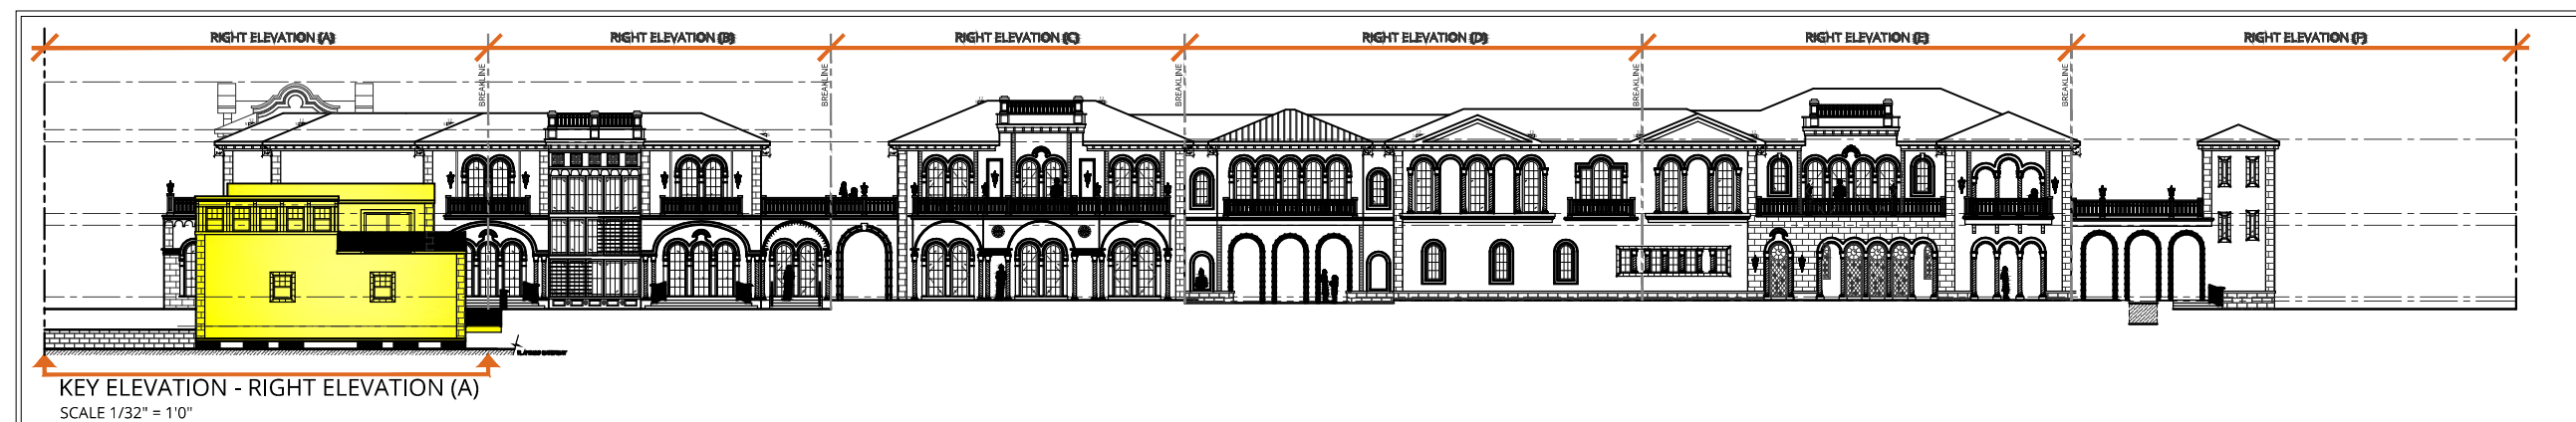 RIGHT ELEVATION (A)
RIGHT ELEVATION (B)
RIGHT ELEVATION (C)
RIGHT ELEVATION (D)
RIGHT ELEVATION (E)
RIGHT ELEVATION (F)
BREAKLINE
BREAKLINE
BREAKLINE
BREAKLINE
BREAKLINE
KEY ELEVATION - RIGHT ELEVATION (A)
SCALE 1/32" = 1'0"